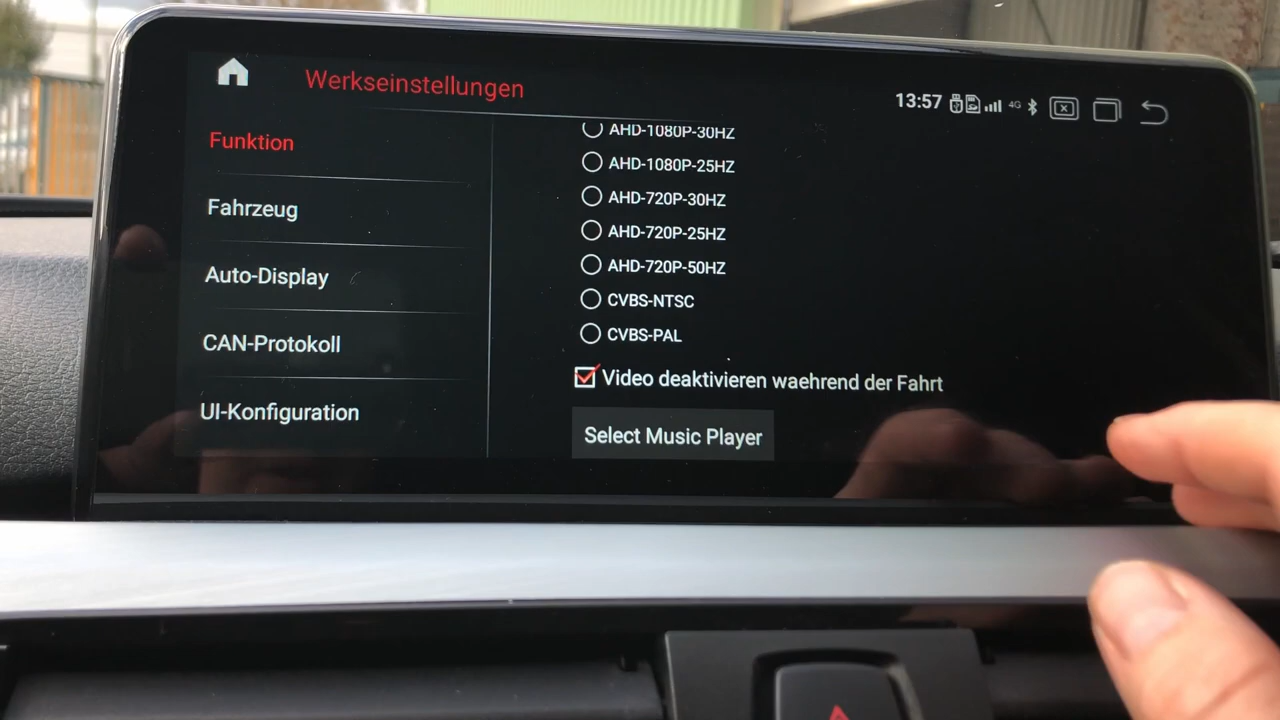 Werkseinstellungen
13:57
4G
Funktion
Fahrzeug
Auto-Display
CAN-Protokoll
UI-Konfiguration
AHD-1080P-30HZ
AHD-1080P-25HZ
AHD-720P-30HZ
AHD-720P-25HZ
AHD-720P-50HZ
CVBS-NTSC
CVBS-PAL
Video deaktivieren waehrend der Fahrt
Select Music Player